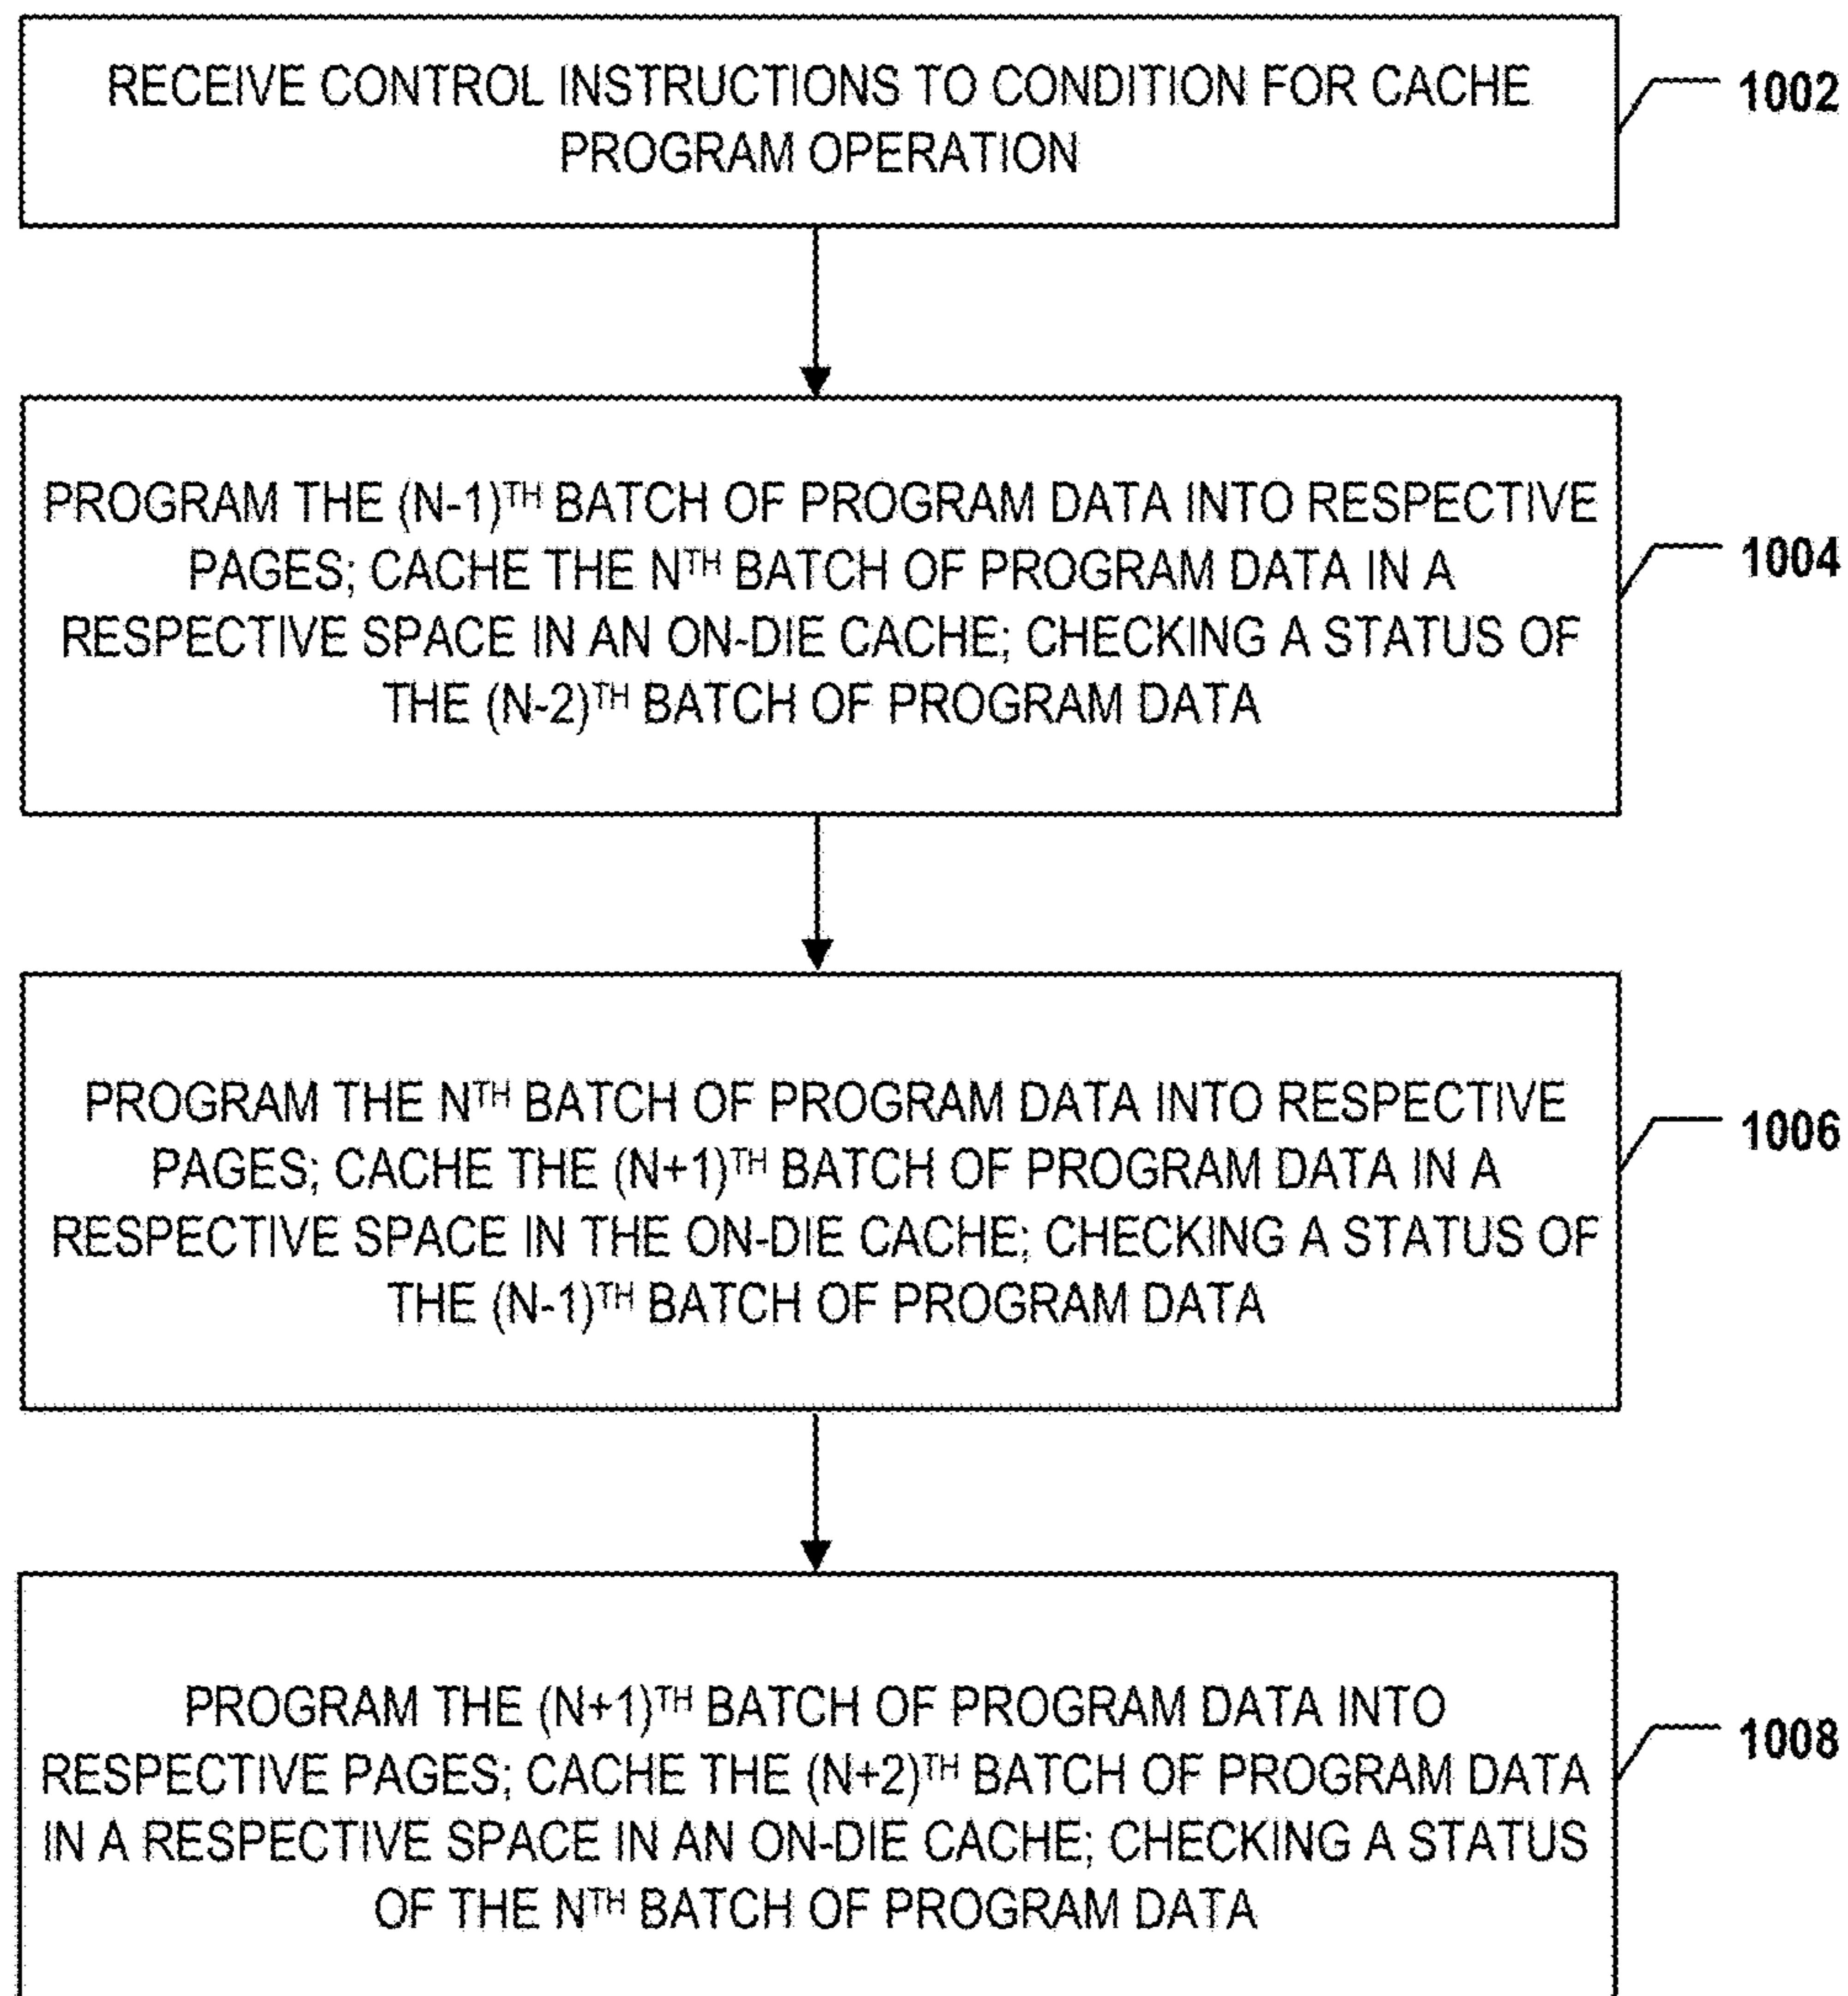 RECEIVE CONTROL INSTRUCTIONS TO CONDITION FOR CACHE
PROGRAM OPERATION
1002
PROGRAM THE (N-1)TH BATCH OF PROGRAM DATA INTO RESPECTIVE
PAGES; CACHE THE NTH BATCH OF PROGRAM DATA IN A
RESPECTIVE SPACE IN AN ON-DIE CACHE; CHECKING A STATUS OF
THE (N-2)TH BATCH OF PROGRAM DATA
1004
PROGRAM THE NTH BATCH OF PROGRAM DATA INTO RESPECTIVE
PAGES; CACHE THE (N+1)TH BATCH OF PROGRAM DATA IN A
RESPECTIVE SPACE IN THE ON-DIE CACHE; CHECKING A STATUS OF
THE (N-1)TH BATCH OF PROGRAM DATA
1006
PROGRAM THE (N+1)TH BATCH OF PROGRAM DATA INTO
RESPECTIVE PAGES; CACHE THE (N+2)TH BATCH OF PROGRAM DATA
IN A RESPECTIVE SPACE IN AN ON-DIE CACHE; CHECKING A STATUS
OF THE NTH BATCH OF PROGRAM DATA
1008